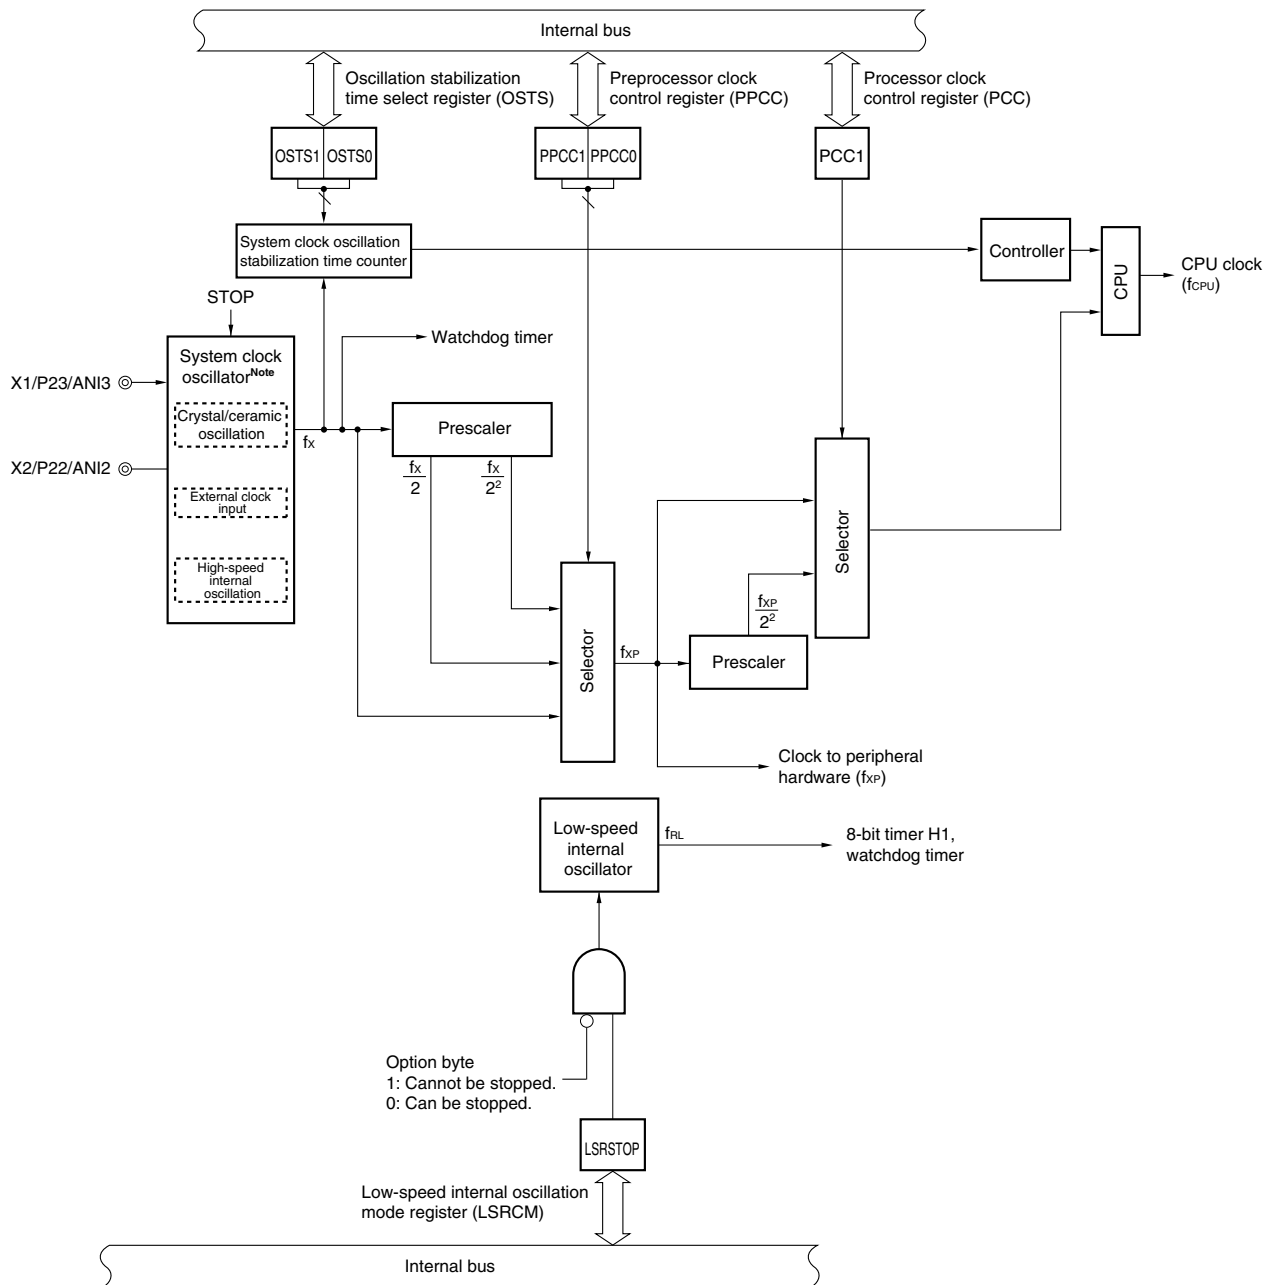 Internal bus
Oscillation stabilization
time select register (OSTS)
Preprocessor clock
control register (PPCC)
Processor clock
control register (PCC)
OSTS1 OSTS0
PPCC1 PPCC0
PCC1
System clock oscillation
stabilization time counter
Controller
CPU
CPU clock
(fCPU)
STOP
Watchdog timer
System clock
oscillatorNote
X1/P23/ANI3
Crystal/ceramic
oscillation
fX
Prescaler
X2/P22/ANI2
fX
2
fX
2²
External clock
input
High-speed
internal
oscillation
Selector
fXP
Selector
fXP
2²
Prescaler
Clock to peripheral
hardware (fXP)
Low-speed
internal
oscillator
fRL
8-bit timer H1,
watchdog timer
Option byte
1: Cannot be stopped.
0: Can be stopped.
LSRSTOP
Low-speed internal oscillation
mode register (LSRCM)
Internal bus